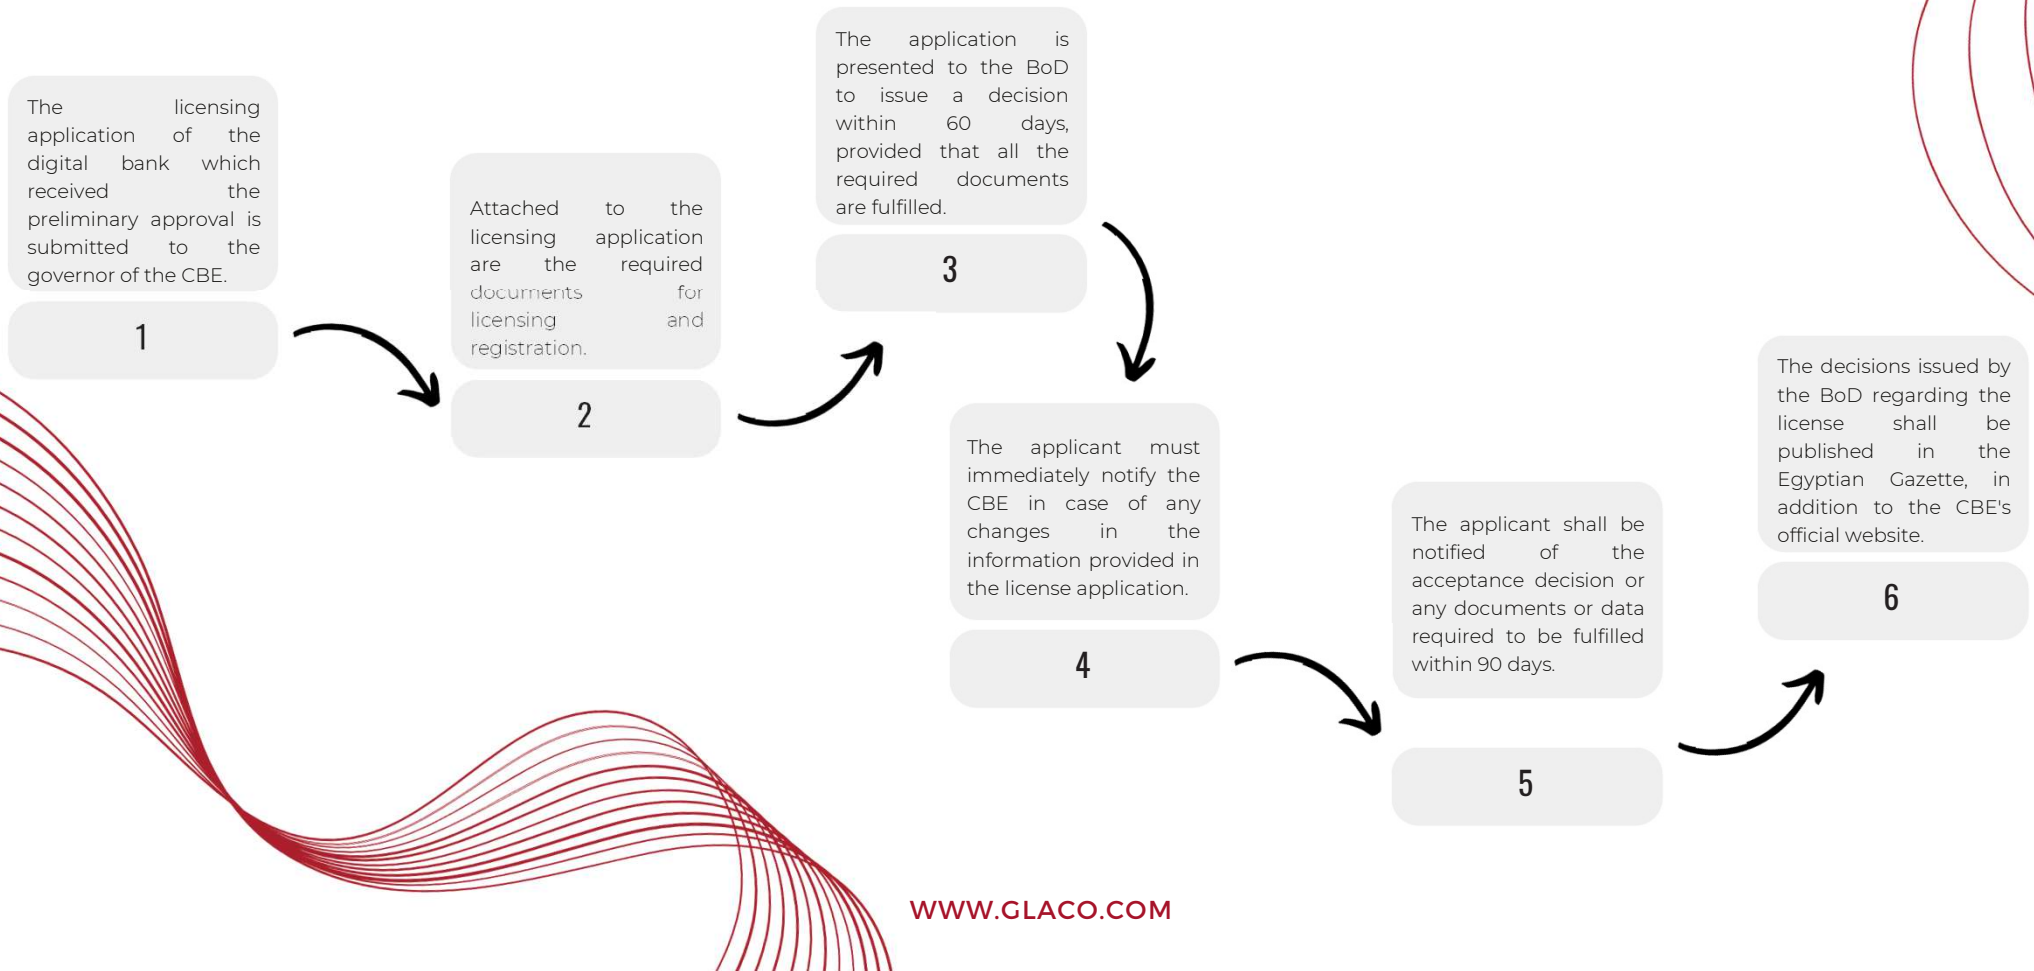 The licensing
application of the
digital bank which
received the
preliminary approval is
submitted to the
governor of the CBE.
1
Attached to the
licensing application
are the required
documents for
licensing and
registration.
2
The application is
presented to the BoD
to issue a decision
within 60 days,
provided that all the
required documents
are fulfilled.
3
The applicant must
immediately notify the
CBE in case of any
changes in the
information provided in
the license application.
4
The applicant shall be
notified of the
acceptance decision or
any documents or data
required to be fulfilled
within 90 days.
5
The decisions issued by
the BoD regarding the
license shall be
published in the
Egyptian Gazette, in
addition to the CBE's
official website.
6
WWW.GLACO.COM